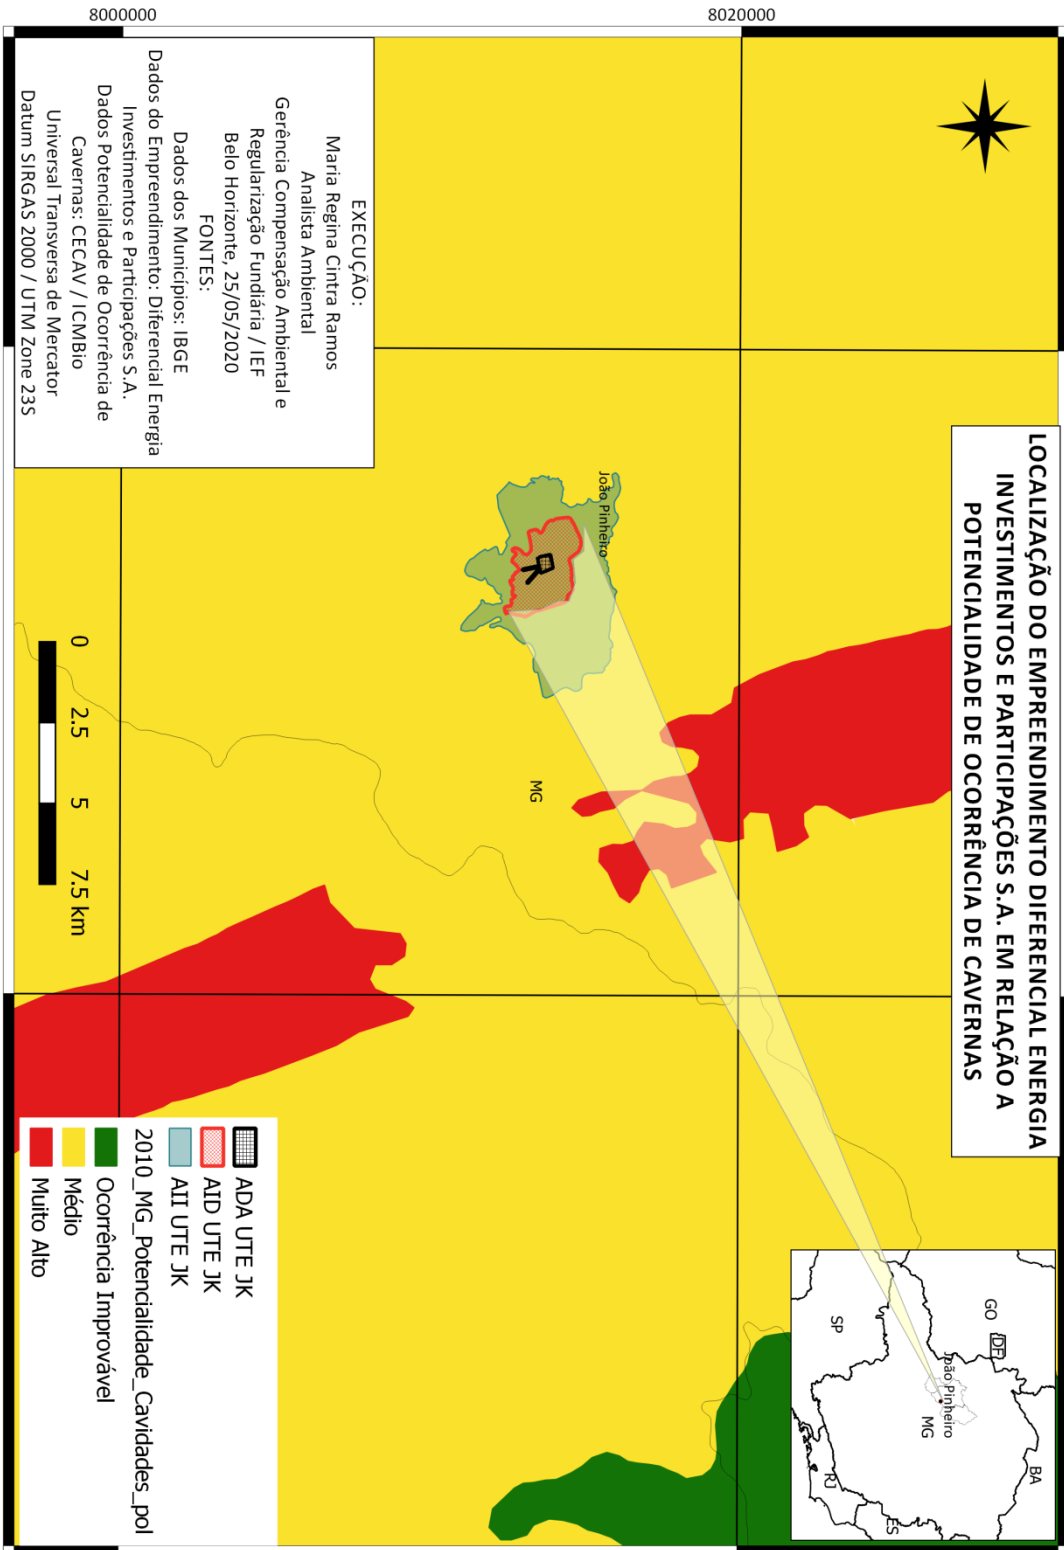 LOCALIZAÇÃO DO EMPREENDIMENTO DIFERENCIAL ENERGIA
INVESTIMENTOS E PARTICIPAÇÕES S.A. EM RELAÇÃO A
POTENCIALIDADE DE OCORRÊNCIA DE CAVERNAS
8020000
8000000
João Pinheiro
MG
GO
DF
BA
João Pinheiro
MG
SP
ES
RJ
EXECUÇÃO:
Maria Regina Cintra Ramos
Analista Ambiental
Gerência Compensação Ambiental e
Regularização Fundiária / IEF
Belo Horizonte, 25/05/2020
FONTES:
Dados dos Municípios: IBGE
Dados do Empreendimento: Diferencial Energia
Investimentos e Participações S.A.
Dados Potencialidade de Ocorrência de
Cavernas: CECAV / ICMBio
Universal Transversa de Mercator
Datum SIRGAS 2000 / UTM Zone 23S
0 2.5 5 7.5 km
ADA UTE JK
AID UTE JK
AII UTE JK
2010_MG_Potencialidade_Cavidades_pol
Ocorrência Improvável
Médio
Muito Alto